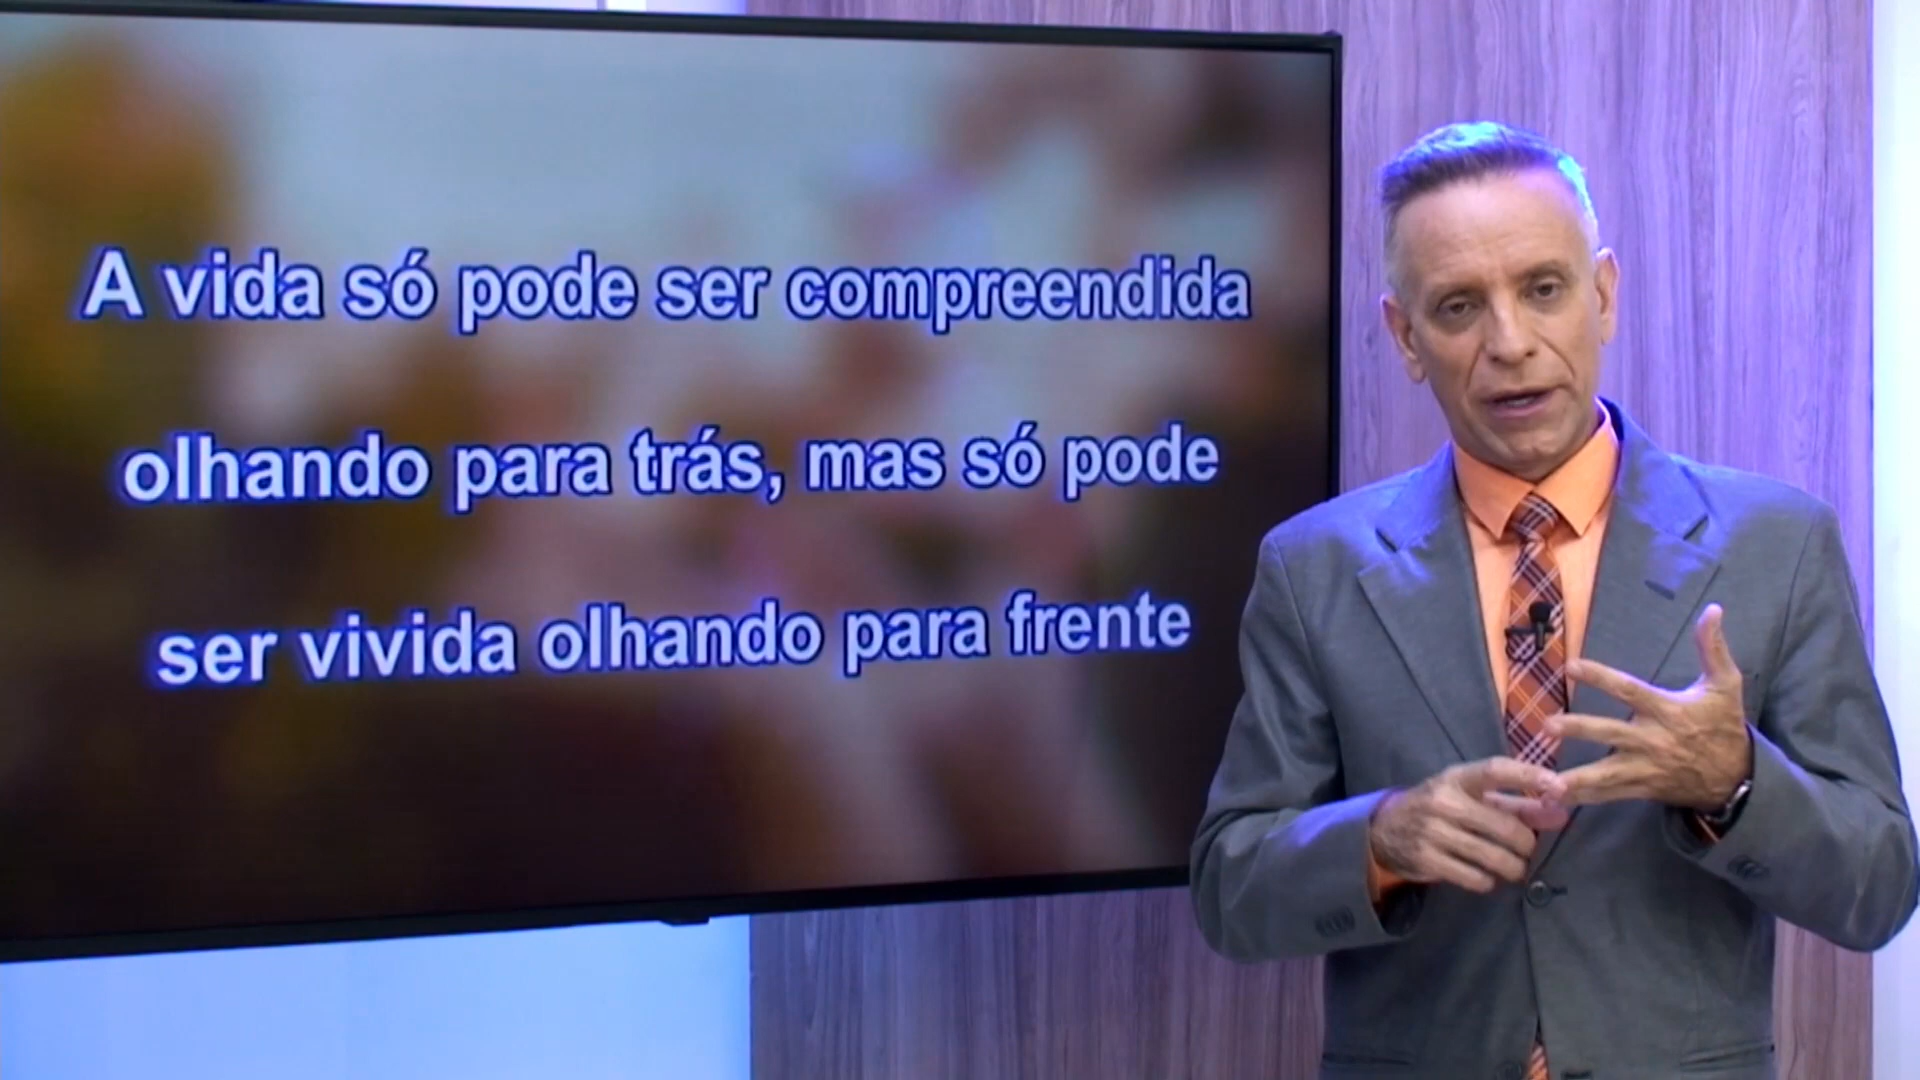 A vida só pode ser compreendida
olhando para trás, mas só pode
ser vivida olhando para frente